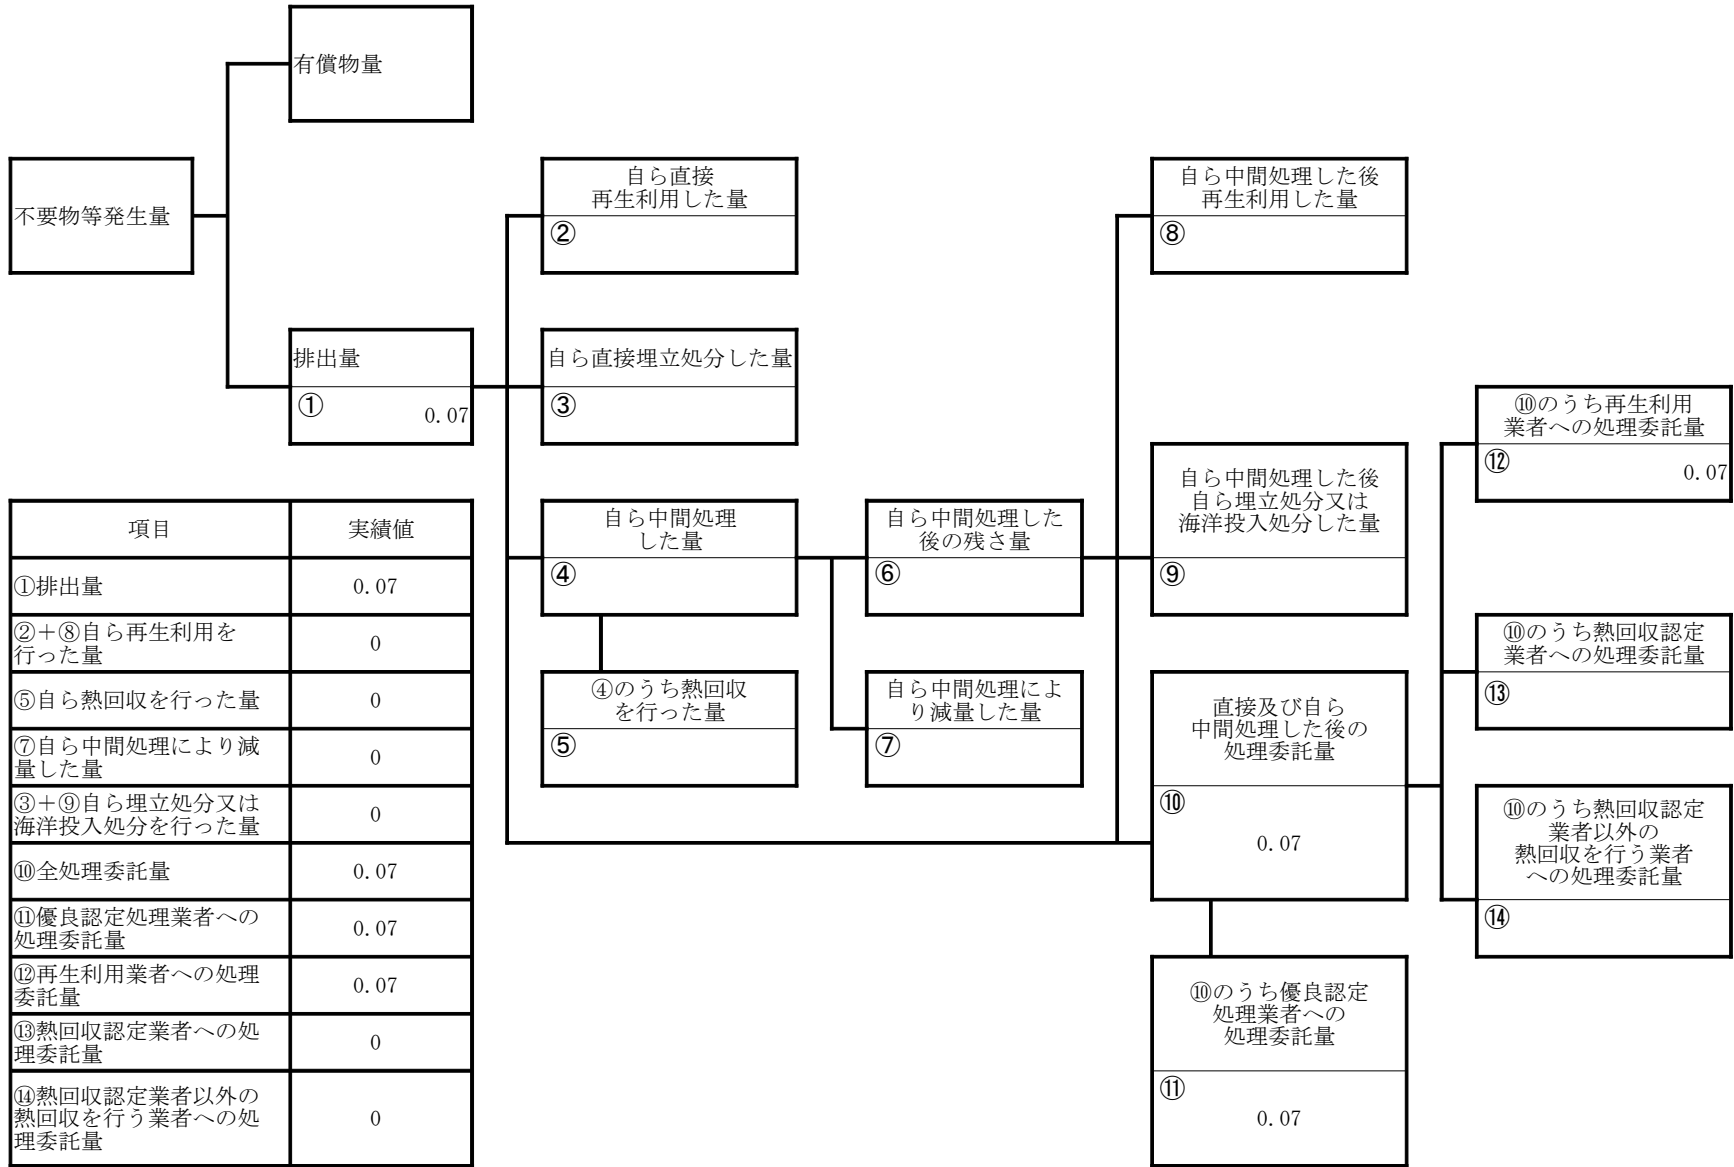 有償物量
不要物等発生量
排出量
①
0.07
自ら直接
再生利用した量
②
自ら直接埋立処分した量
③
自ら中間処理
した量
④
④のうち熱回収
を行った量
⑤
自ら中間処理した
後の残さ量
⑥
自ら中間処理によ
り減量した量
⑦
自ら中間処理した後
再生利用した量
⑧
自ら中間処理した後
自ら埋立処分又は
海洋投入処分した量
⑨
直接及び自ら
中間処理した後の
処理委託量
⑩
0.07
⑩のうち優良認定
処理業者への
処理委託量
⑪
0.07
⑩のうち再生利用
業者への処理委託量
⑫
0.07
⑩のうち熱回収認定
業者への処理委託量
⑬
⑩のうち熱回収認定
業者以外の
熱回収を行う業者
への処理委託量
⑭
項目 実績値
①排出量 0.07
②＋⑧自ら再生利用を
行った量 0
⑤自ら熱回収を行った量 0
⑦自ら中間処理により減
量した量 0
③＋⑨自ら埋立処分又は
海洋投入処分を行った量 0
⑩全処理委託量 0.07
⑪優良認定処理業者への
処理委託量 0.07
⑫再生利用業者への処理
委託量 0.07
⑬熱回収認定業者への処
理委託量 0
⑭熱回収認定業者以外の
熱回収を行う業者への処
理委託量 0